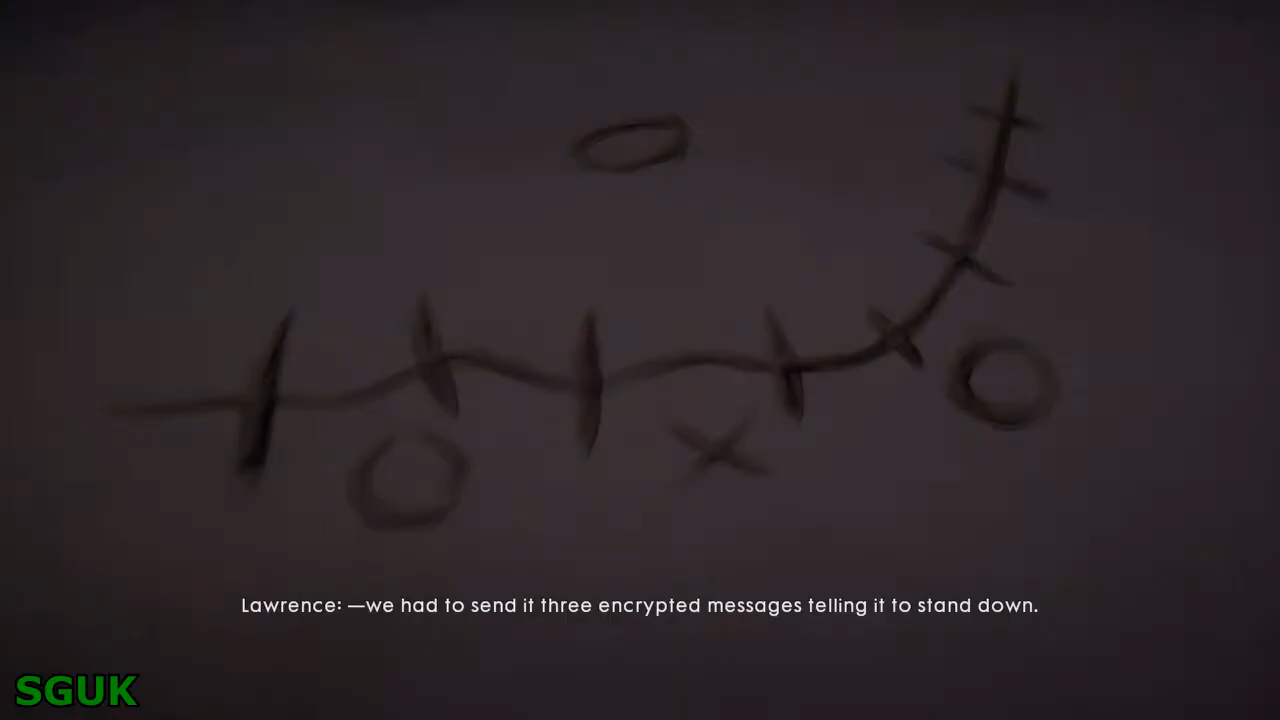 Lawrence: —we had to send it three encrypted messages telling it to stand down.
SGUK